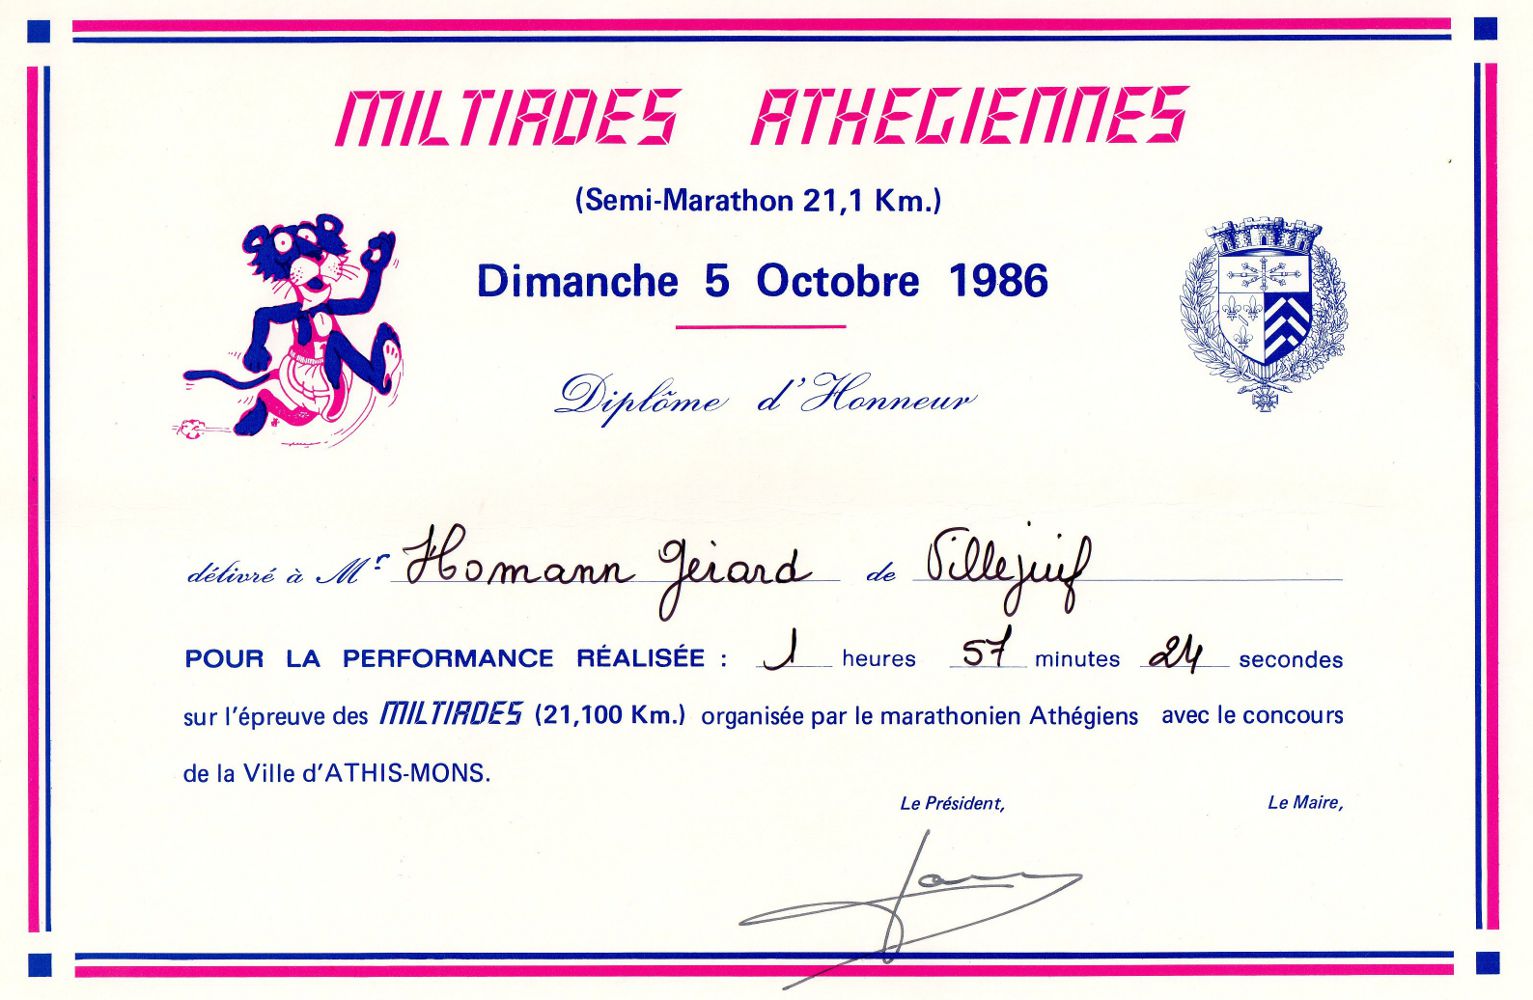 MILTIADES ATHEGIENNES
(Semi-Marathon 21,1 Km.)
Dimanche 5 Octobre 1986
Diplôme d'Honneur
délivré à Mr Homann Gérard de Villejuif
POUR LA PERFORMANCE RÉALISÉE : 1 heures 57 minutes 24 secondes
sur l'épreuve des MILTIADES (21,100 Km.) organisée par le marathonien Athégiens avec le concours
de la Ville d'ATHIS-MONS.
Le Président, Le Maire,